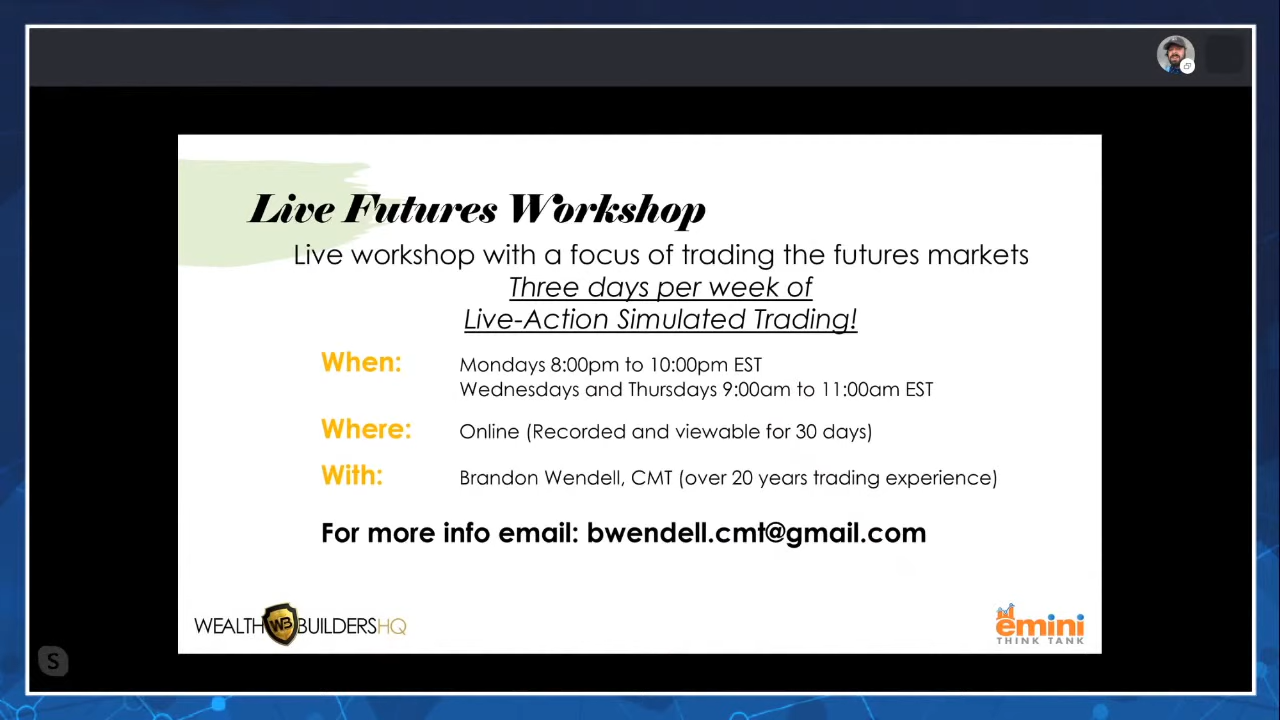 Live Futures Workshop
Live workshop with a focus of trading the futures markets
Three days per week of
Live-Action Simulated Trading!
When: Mondays 8:00pm to 10:00pm EST
Wednesdays and Thursdays 9:00am to 11:00am EST
Where: Online (Recorded and viewable for 30 days)
With: Brandon Wendell, CMT (over 20 years trading experience)
For more info email: bwendell.cmt@gmail.com
WEALTH WB BUILDERSHQ
emini
THINK TANK
S